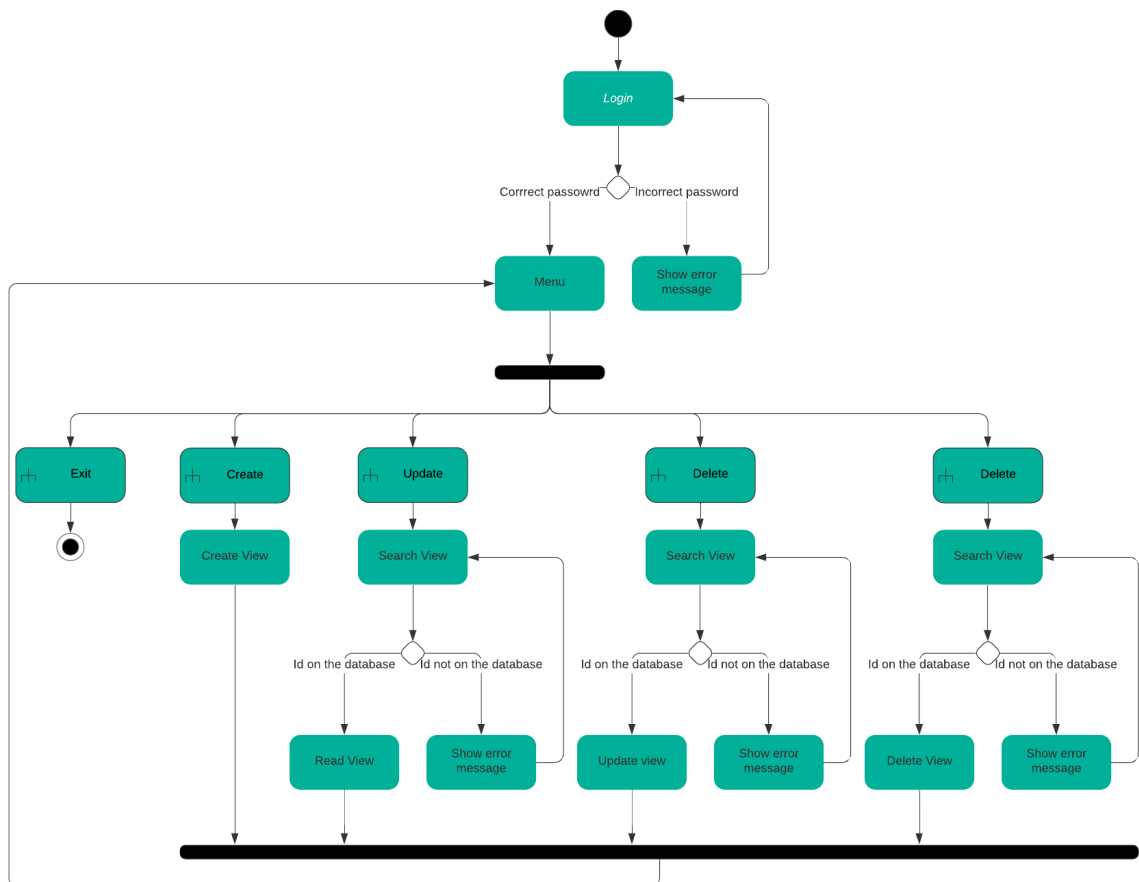 Login
Corrrect passowrd
Incorrect password
Menu
Show error
message
Exit
Create
Update
Delete
Delete
Create View
Search View
Search View
Search View
Id on the database
Id not on the database
Id on the database
Id not on the database
Id on the database
Id not on the database
Read View
Show error
message
Update view
Show error
message
Delete View
Show error
message